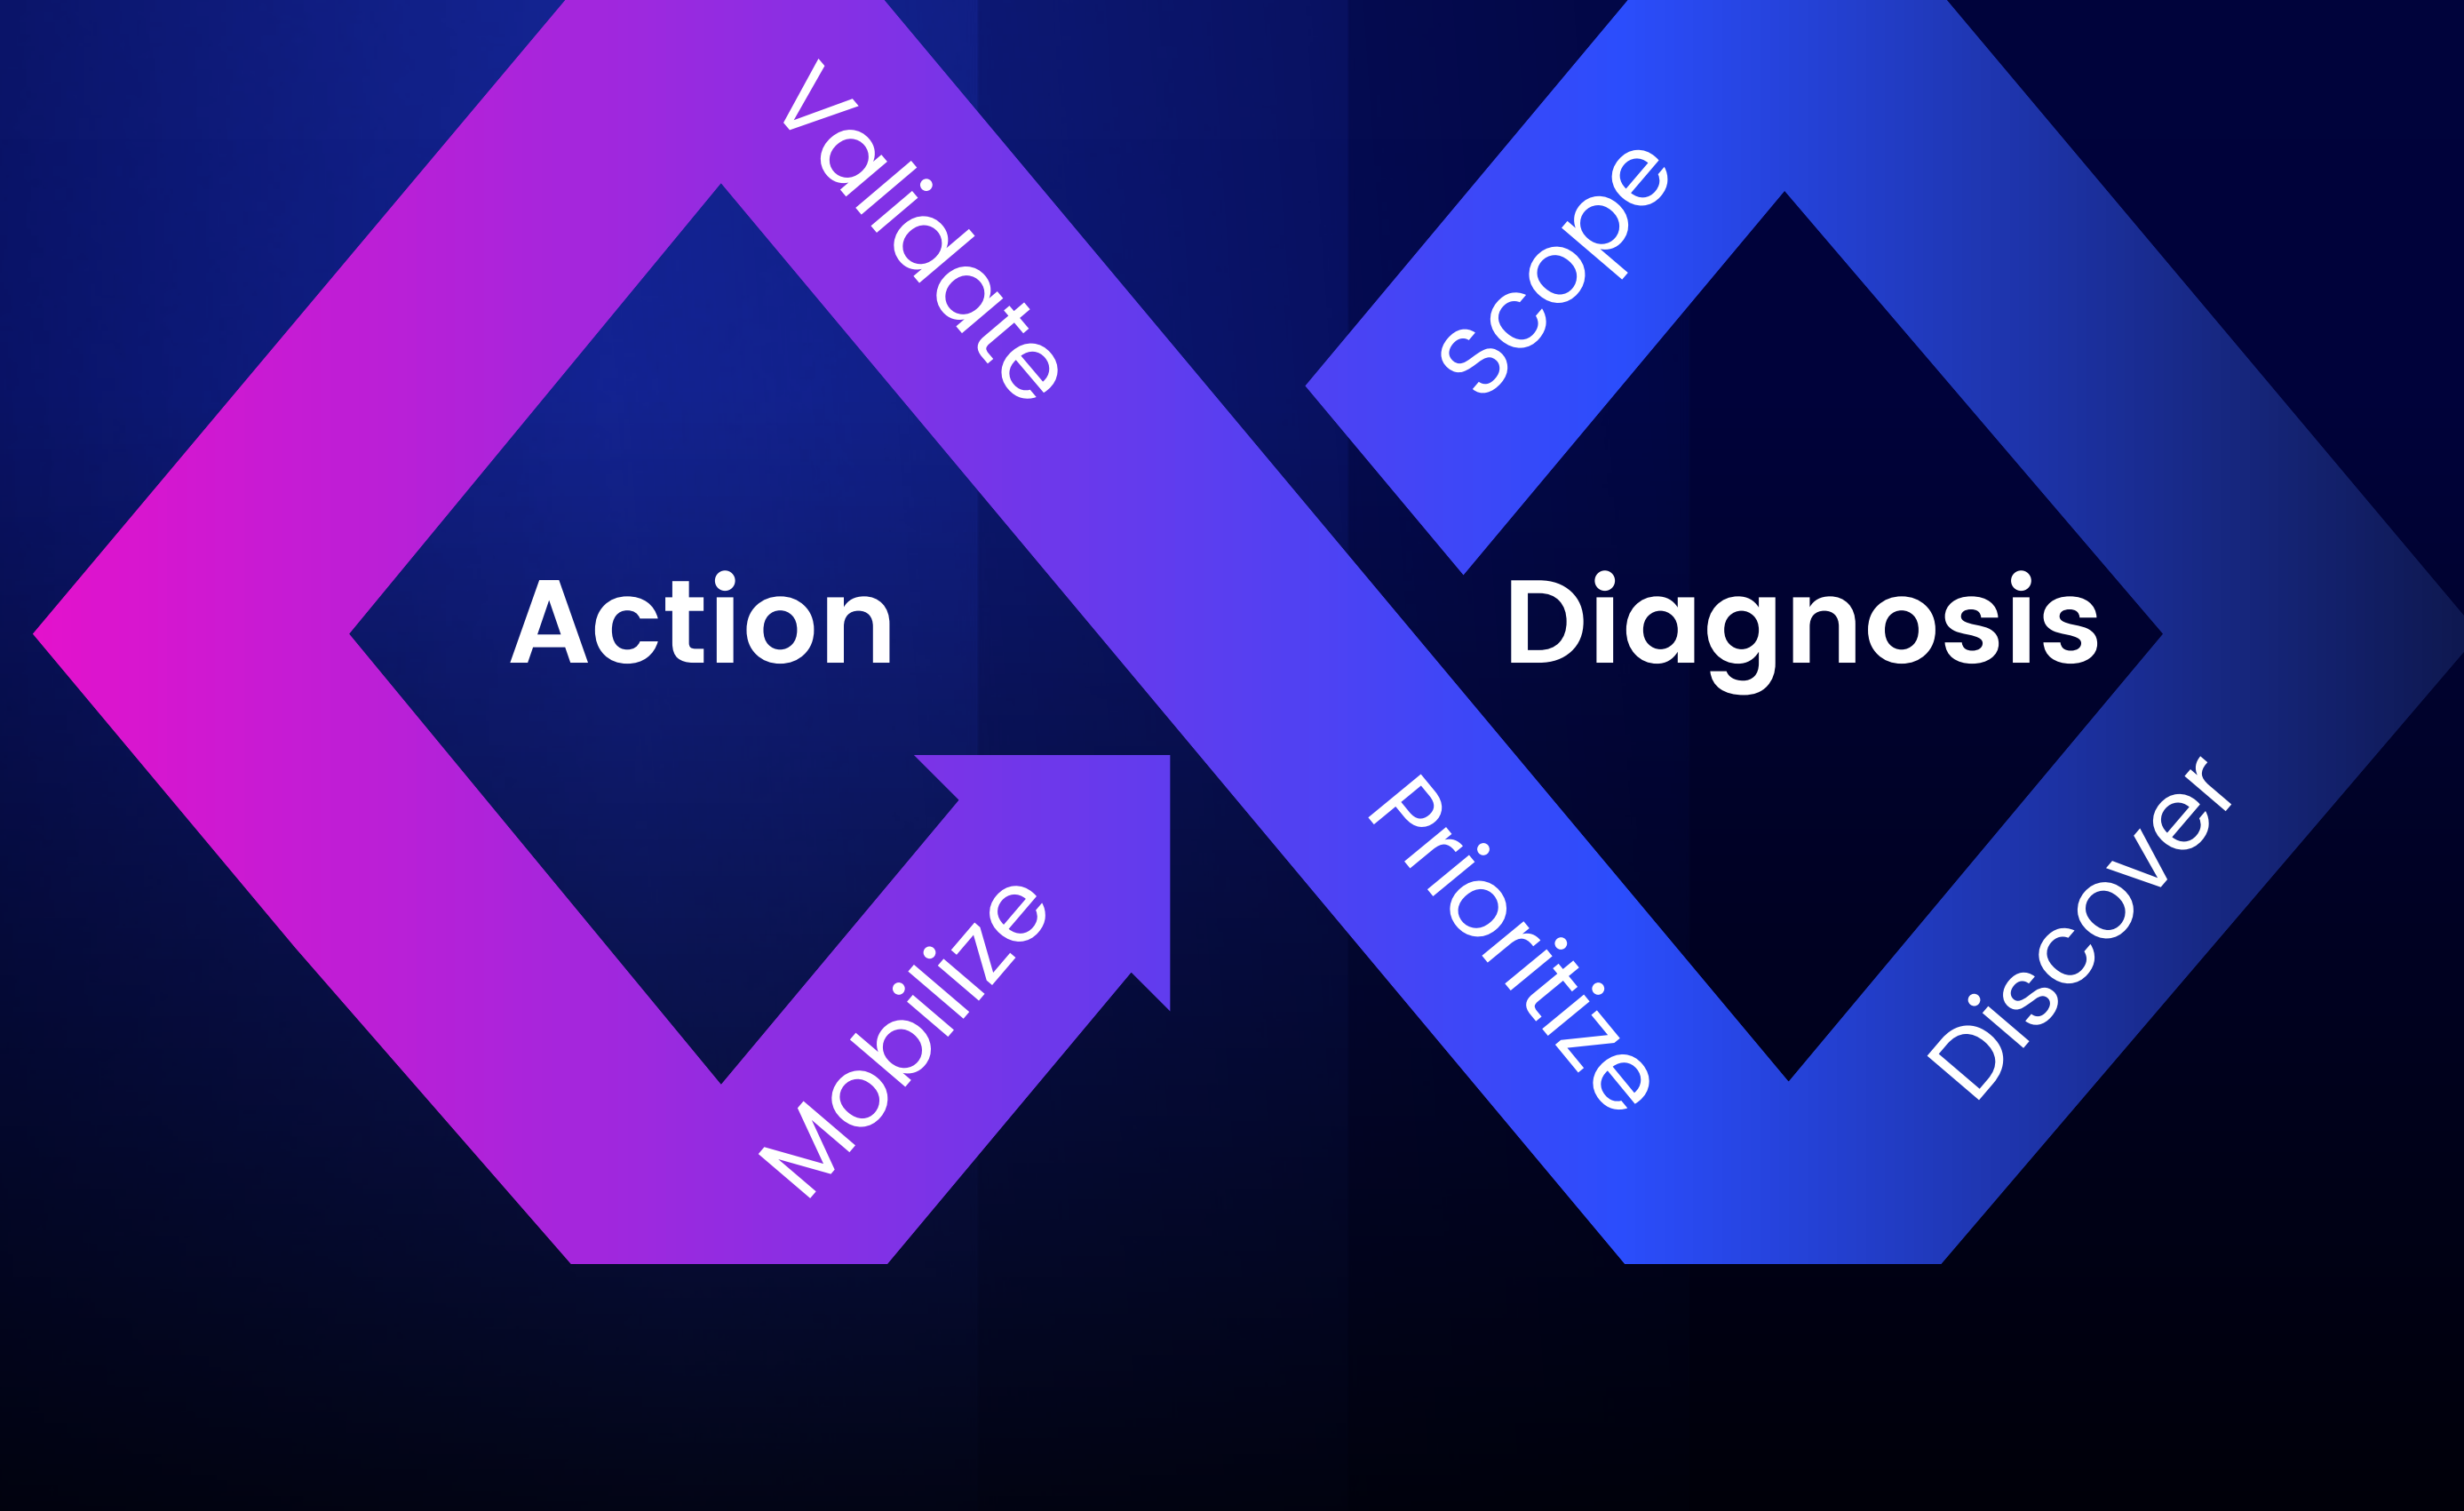 Validate
Scope
Action
Diagnosis
Prioritize
Discover
Mobilize